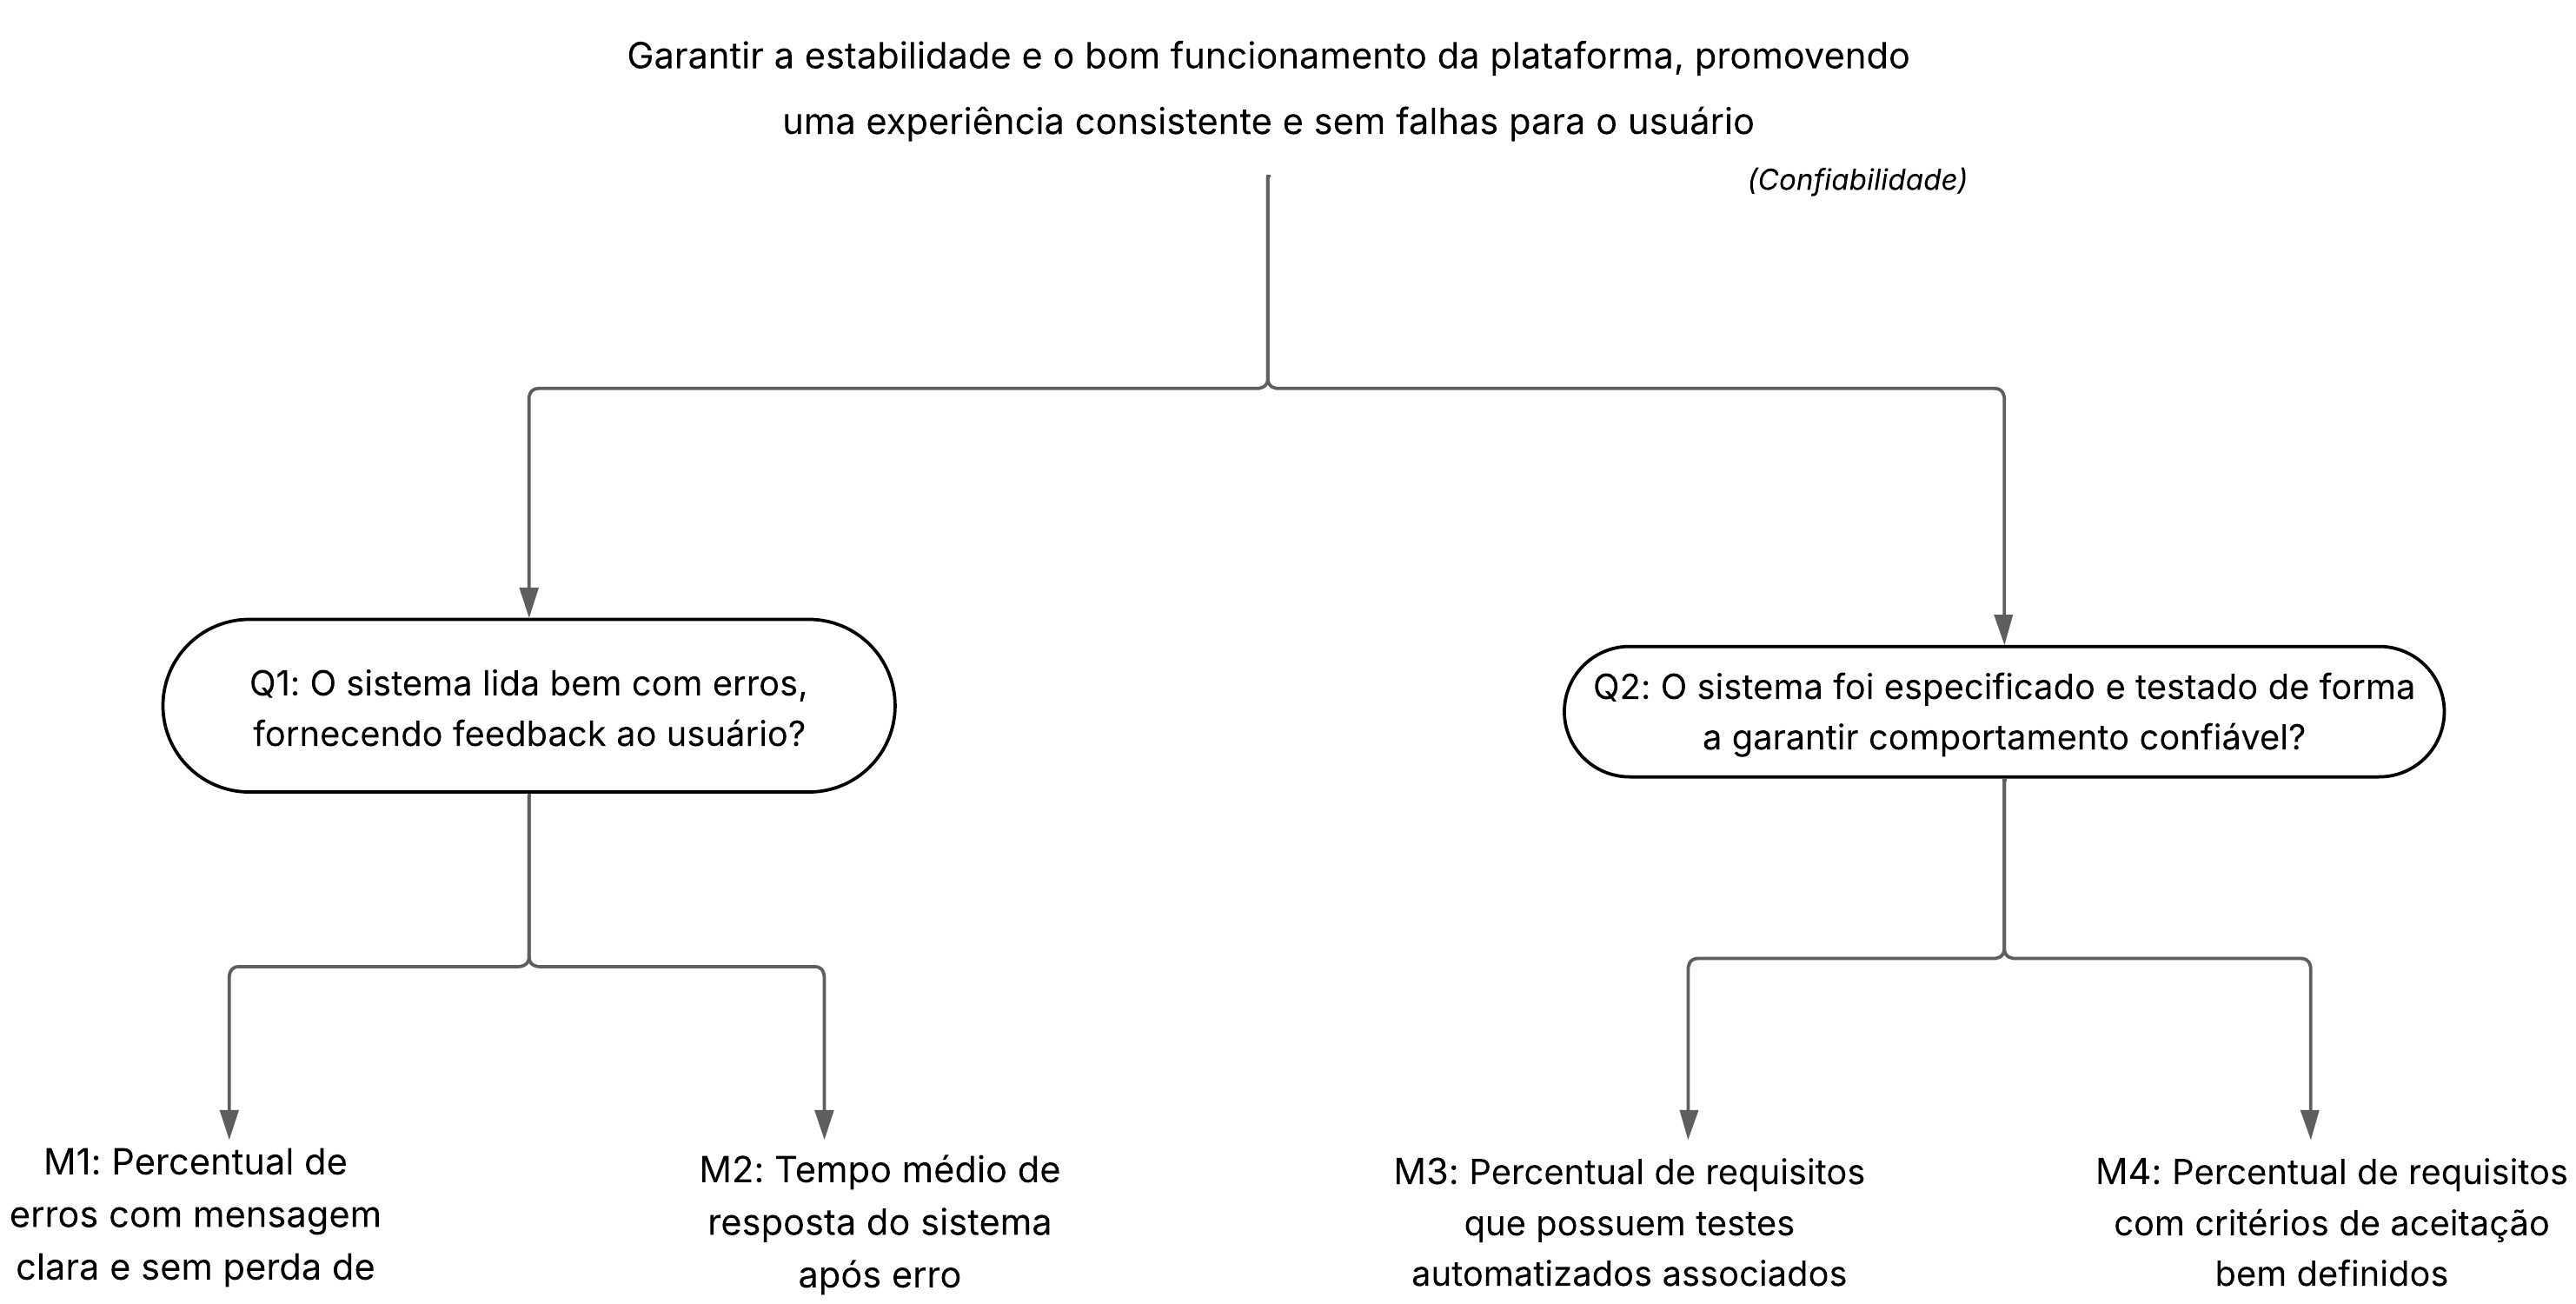 Garantir a estabilidade e o bom funcionamento da plataforma, promovendo
uma experiência consistente e sem falhas para o usuário
(Confiabilidade)
Q1: O sistema lida bem com erros,
fornecendo feedback ao usuário?
Q2: O sistema foi especificado e testado de forma
a garantir comportamento confiável?
M1: Percentual de
erros com mensagem
clara e sem perda de
M2: Tempo médio de
resposta do sistema
após erro
M3: Percentual de requisitos
que possuem testes
automatizados associados
M4: Percentual de requisitos
com critérios de aceitação
bem definidos